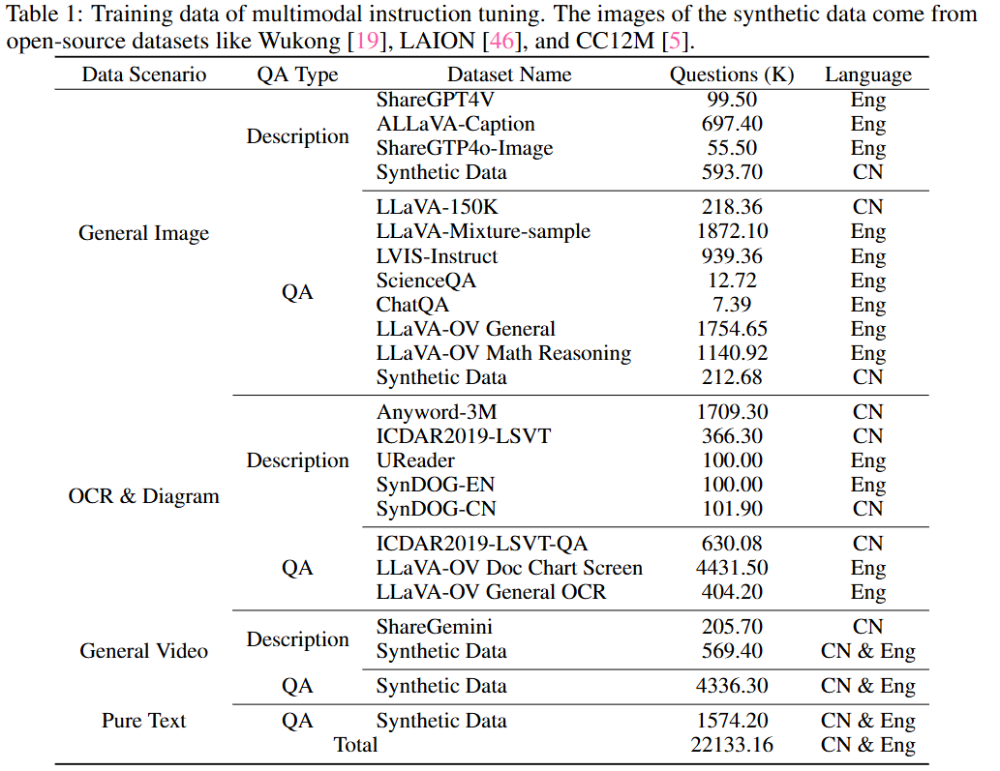 Table 1: Training data of multimodal instruction tuning. The images of the synthetic data come from
open-source datasets like Wukong [19], LAION [46], and CC12M [5].
Data Scenario QA Type Dataset Name Questions (K) Language
General Image
Description
ShareGPT4V 99.50 Eng
ALLaVA-Caption 697.40 Eng
ShareGTP4o-Image 55.50 Eng
Synthetic Data 593.70 CN
QA
LLaVA-150K 218.36 CN
LLaVA-Mixture-sample 1872.10 Eng
LVIS-Instruct 939.36 Eng
ScienceQA 12.72 Eng
ChatQA 7.39 Eng
LLaVA-OV General 1754.65 Eng
LLaVA-OV Math Reasoning 1140.92 Eng
Synthetic Data 212.68 CN
OCR & Diagram
Description
Anyword-3M 1709.30 CN
ICDAR2019-LSVT 366.30 CN
UReader 100.00 Eng
SynDOG-EN 100.00 Eng
SynDOG-CN 101.90 CN
QA
ICDAR2019-LSVT-QA 630.08 CN
LLaVA-OV Doc Chart Screen 4431.50 Eng
LLaVA-OV General OCR 404.20 Eng
General Video
Description
ShareGemini 205.70 CN
Synthetic Data 569.40 CN & Eng
QA Synthetic Data 4336.30 CN & Eng
Pure Text QA Synthetic Data 1574.20 CN & Eng
Total 22133.16 CN & Eng